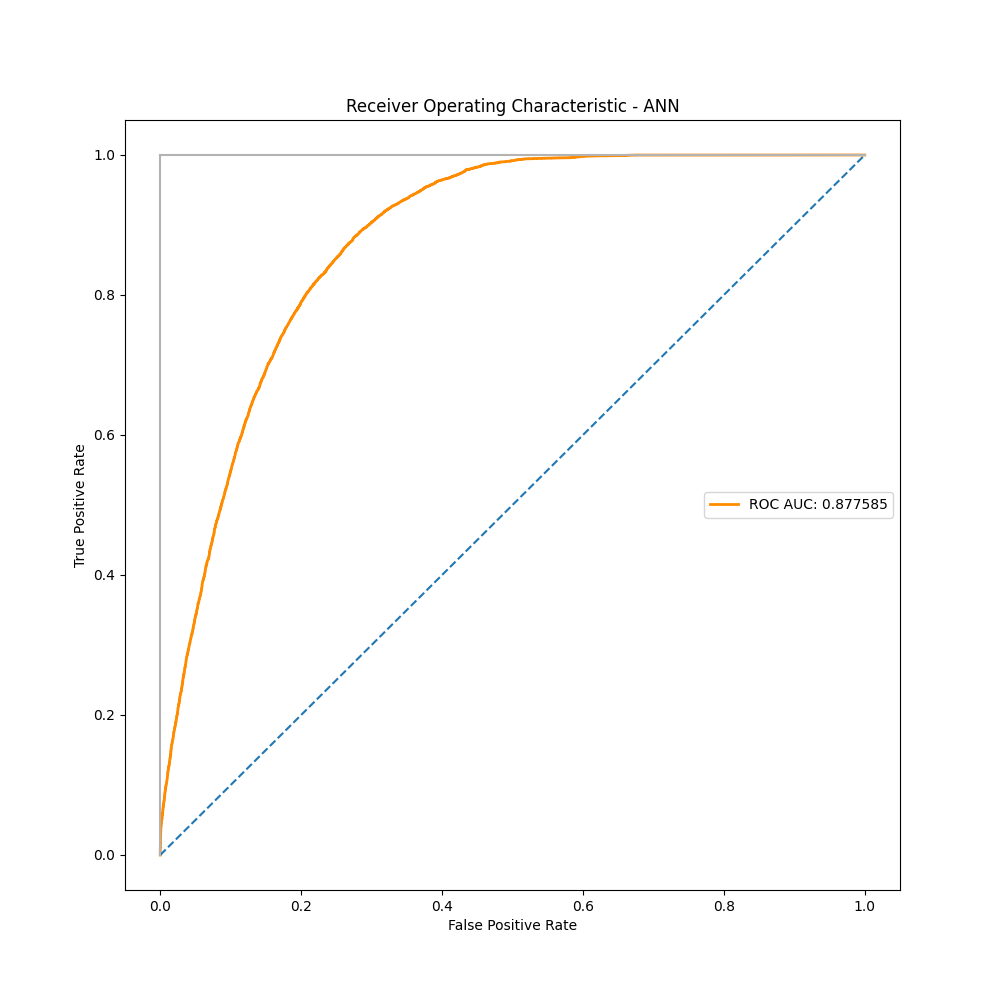 Receiver Operating Characteristic - ANN
True Positive Rate
1.0
0.8
0.6
0.4
0.2
0.0
ROC AUC: 0.877585
0.0 0.2 0.4 0.6 0.8 1.0
False Positive Rate